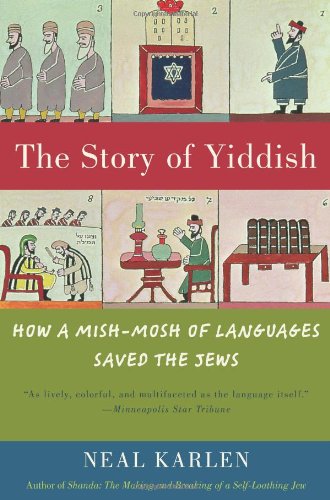 The Story of Yiddish
HOW A MISH-MOSH OF LANGUAGES
SAVED THE JEWS
"As lively, colorful, and multifaceted as the language itself."
—Minneapolis Star Tribune
NEAL KARLEN
Author of Shanda: The Making and Breaking of a Self-Loathing Jew